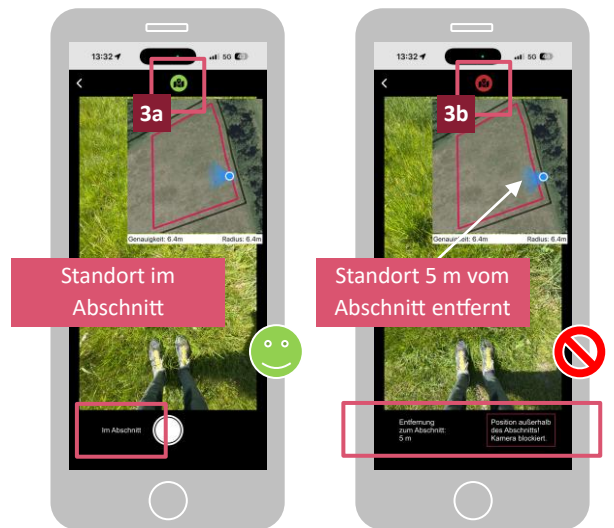 13:32
5G
3a
Genauigkeit: 6.4m
Radius: 6.4m
Standort im
Abschnitt
Im Abschnitt
13:32
5G
3b
Genauigkeit: 6.4m
Radius: 6.4m
Standort 5 m vom
Abschnitt entfernt
Entfernung
zum Abschnitt:
5 m
Position außerhalb
des Abschnitts!
Kamera blockiert.